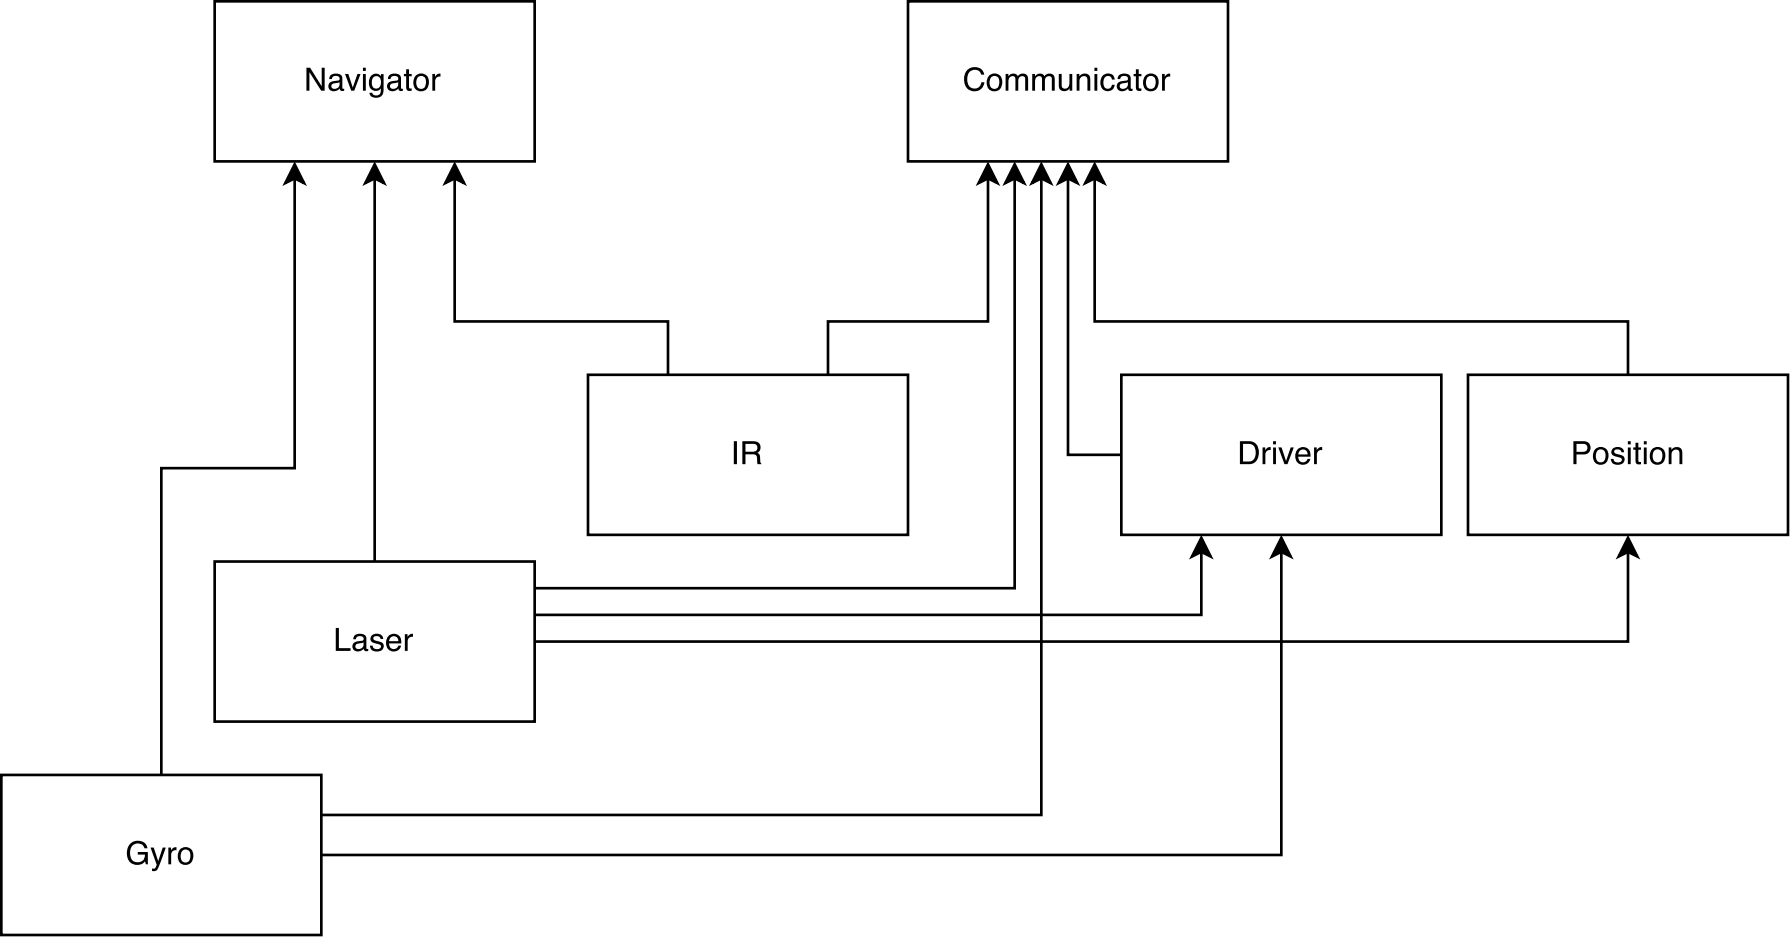 Navigator
Communicator
IR
Driver
Position
Laser
Gyro